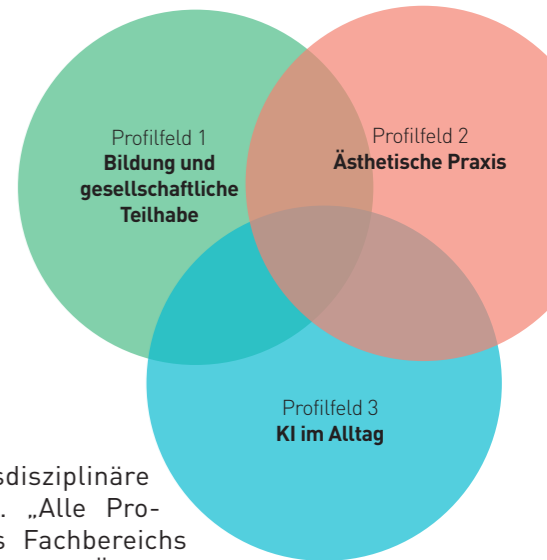 Profilfeld 1
Bildung und
gesellschaftliche
Teilhabe
Profilfeld 2
Ästhetische Praxis
Profilfeld 3
KI im Alltag
sdisziplinäre
. „Alle Pro-
s Fachbereichs